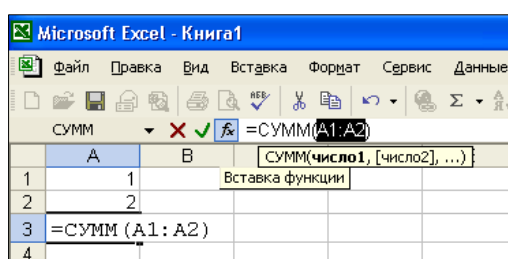 Microsoft Excel - Книга1
Файл Правка Вид Вставка Формат Сервис Данные
СУММ =СУММ(A1:A2)
A B СУММ(число1, [число2], ...)
1 1 Вставка функции
2 2
3 =СУММ(A1:A2)
4